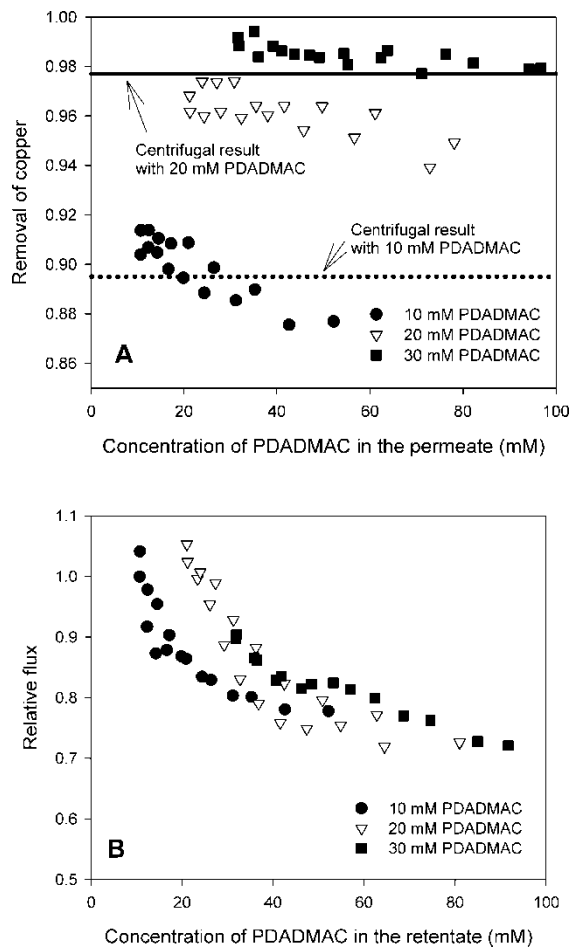 1.00
0.98
0.96
0.94
0.92
0.90
0.88
0.86
Removal of copper
Centrifugal result
with 20 mM PDADMAC
Centrifugal result
with 10 mM PDADMAC
10 mM PDADMAC
20 mM PDADMAC
30 mM PDADMAC
A
0 20 40 60 80 100
Concentration of PDADMAC in the permeate (mM)
1.1
1.0
0.9
0.8
0.7
0.6
0.5
Relative flux
10 mM PDADMAC
20 mM PDADMAC
30 mM PDADMAC
B
0 20 40 60 80 100
Concentration of PDADMAC in the retentate (mM)